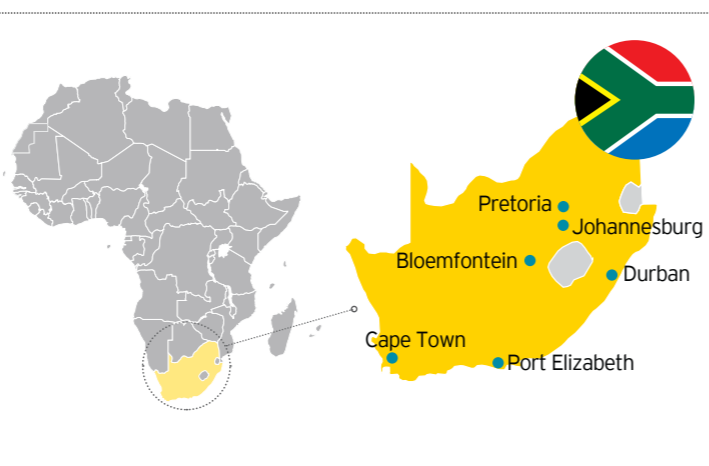 Pretoria
Johannesburg
Bloemfontein
Durban
Cape Town
Port Elizabeth